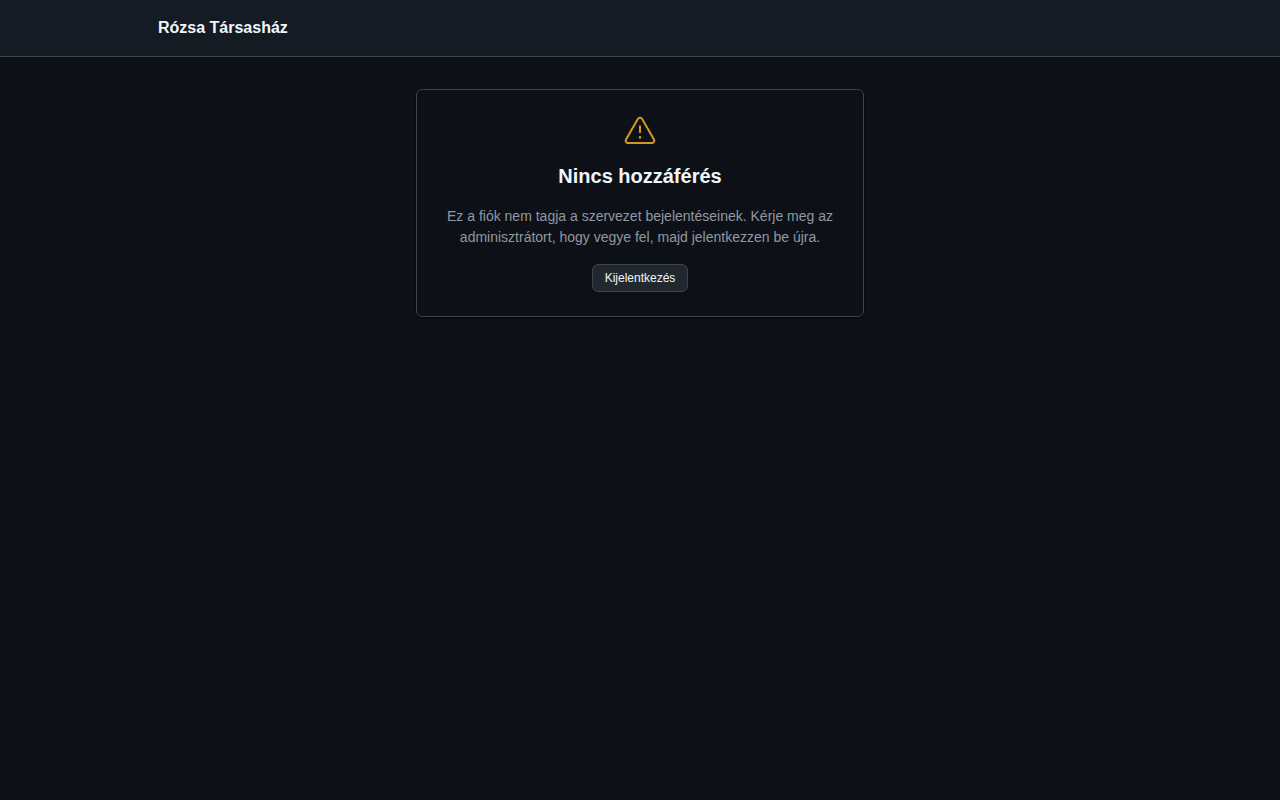 Rózsa Társasház
Nincs hozzáférés
Ez a fiók nem tagja a szervezet bejelentéseinek. Kérje meg az
adminisztrátort, hogy vegye fel, majd jelentkezzen be újra.
Kijelentkezés